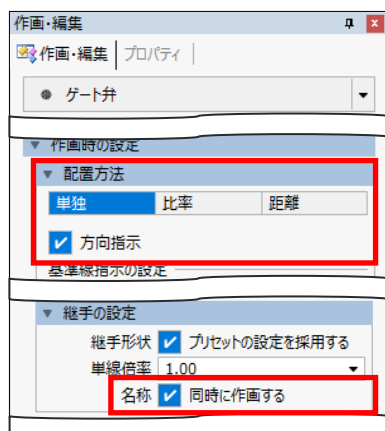 作画・編集
作画・編集 プロパティ
ゲート弁
作画時の設定
配置方法
単独 比率 距離
方向指示
基準線指示の設定
継手の設定
継手形状 プリセットの設定を採用する
単線倍率 1.00
名称 同時に作画する